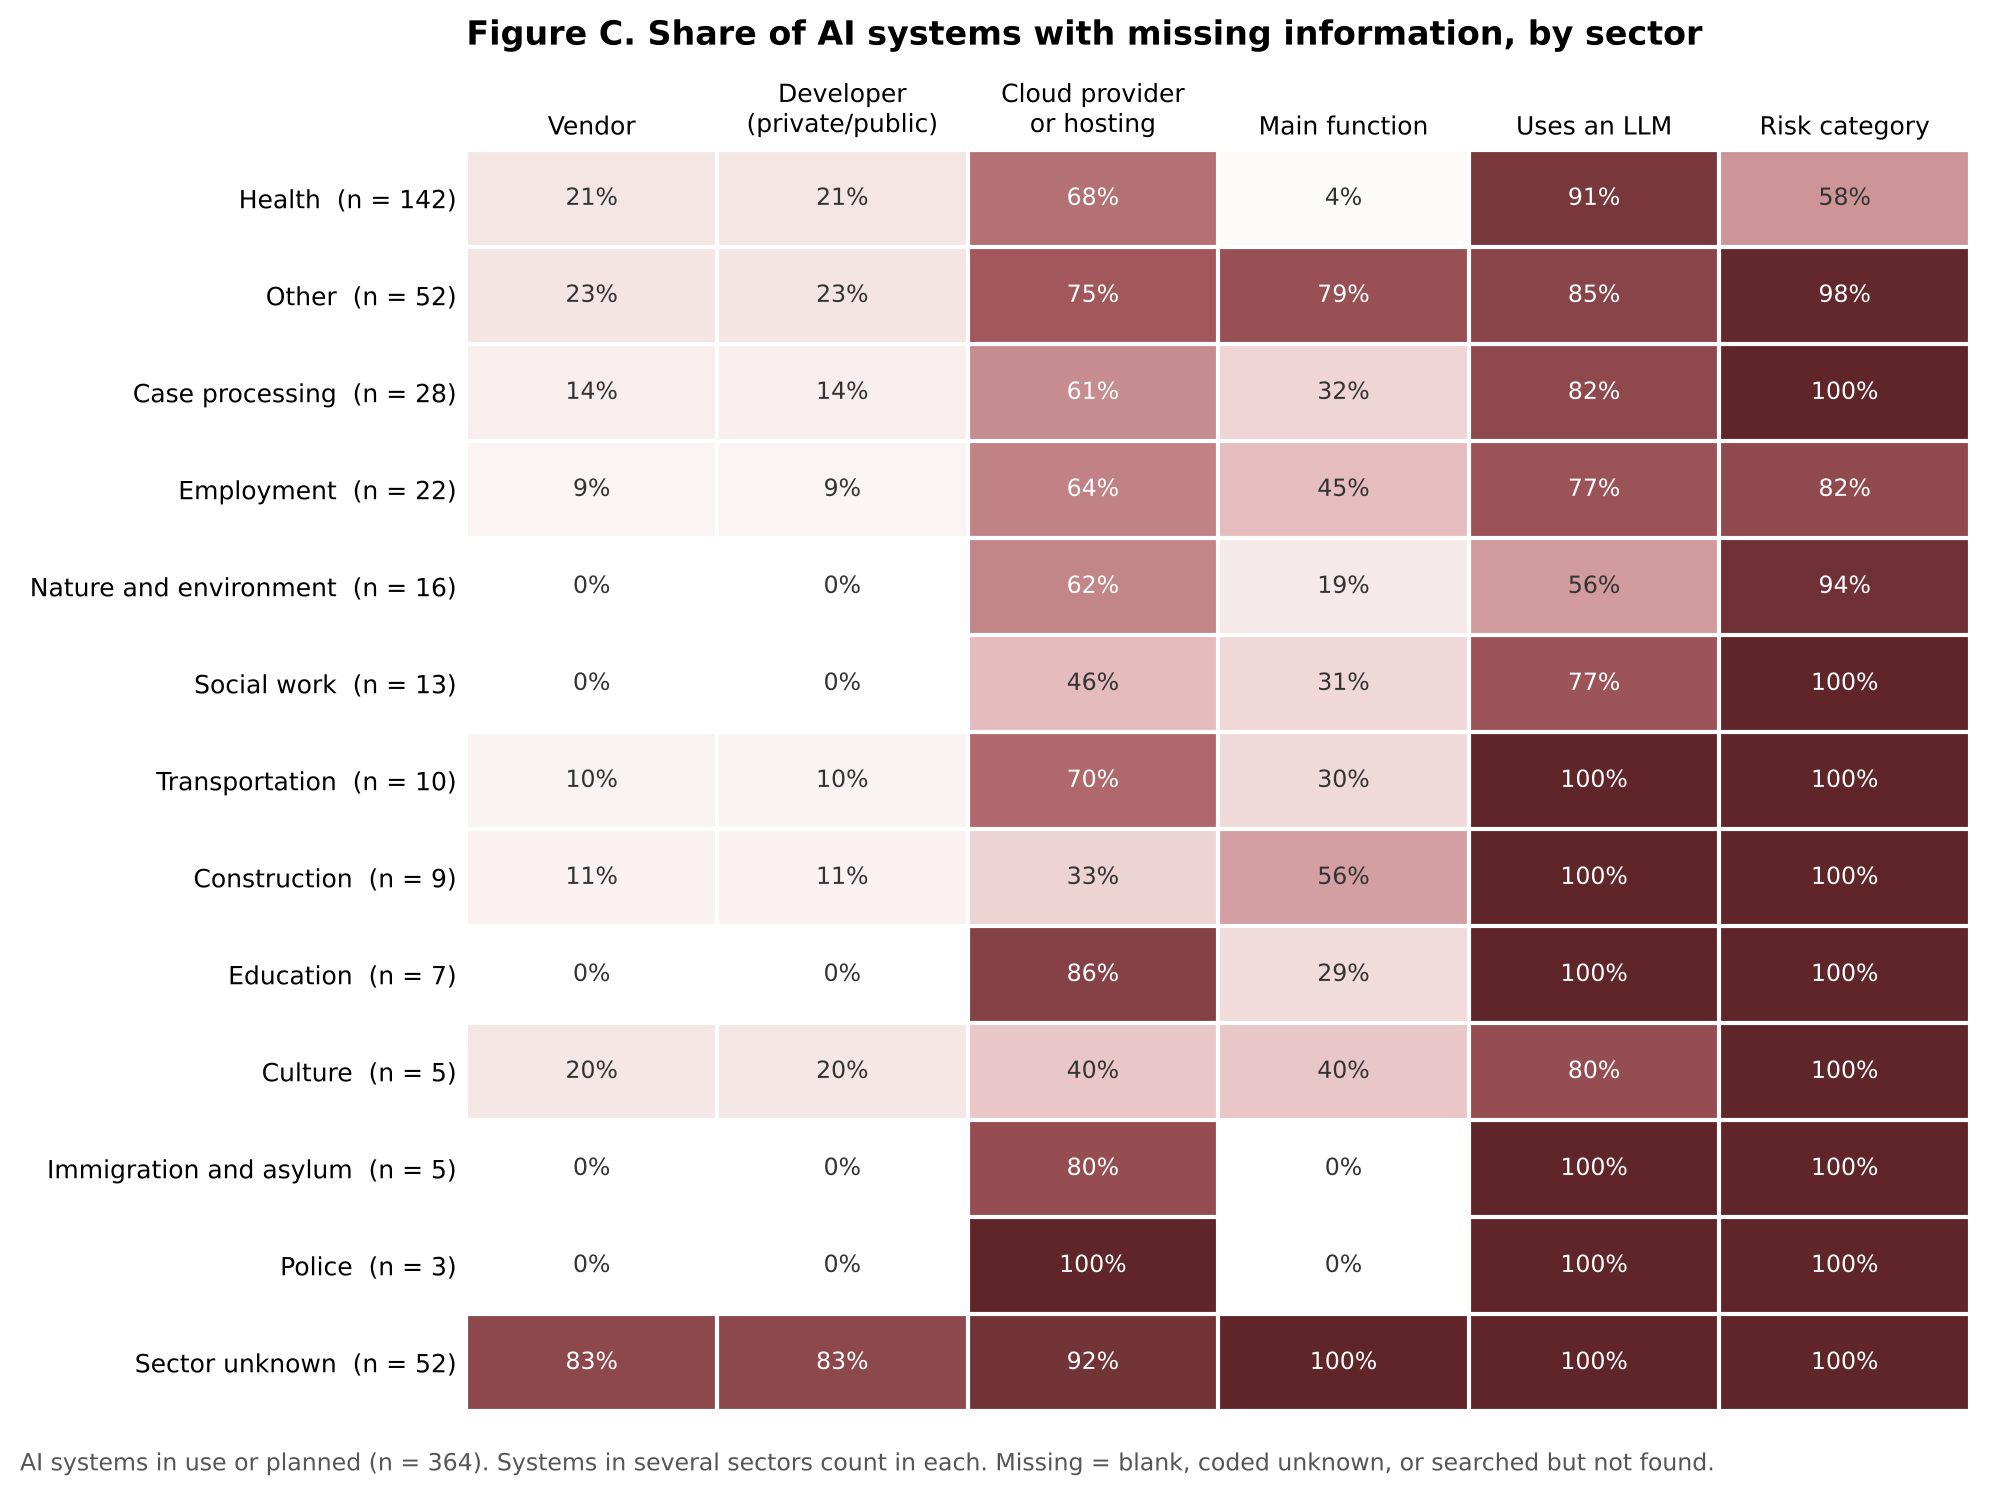 Figure C. Share of AI systems with missing information, by sector
Vendor
Developer
(private/public)
Cloud provider
or hosting
Main function
Uses an LLM
Risk category
Health (n = 142) 21% 21% 68% 4% 91% 58%
Other (n = 52) 23% 23% 75% 79% 85% 98%
Case processing (n = 28) 14% 14% 61% 32% 82% 100%
Employment (n = 22) 9% 9% 64% 45% 77% 82%
Nature and environment (n = 16) 0% 0% 62% 19% 56% 94%
Social work (n = 13) 0% 0% 46% 31% 77% 100%
Transportation (n = 10) 10% 10% 70% 30% 100% 100%
Construction (n = 9) 11% 11% 33% 56% 100% 100%
Education (n = 7) 0% 0% 86% 29% 100% 100%
Culture (n = 5) 20% 20% 40% 40% 80% 100%
Immigration and asylum (n = 5) 0% 0% 80% 0% 100% 100%
Police (n = 3) 0% 0% 100% 0% 100% 100%
Sector unknown (n = 52) 83% 83% 92% 100% 100% 100%
AI systems in use or planned (n = 364). Systems in several sectors count in each. Missing = blank, coded unknown, or searched but not found.